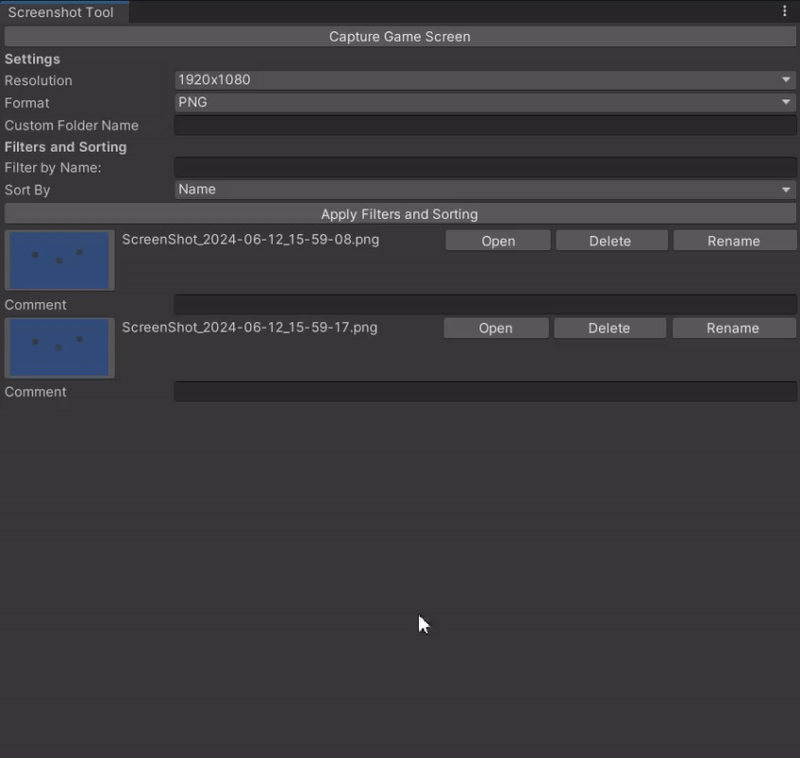 Screenshot Tool
Capture Game Screen
Settings
Resolution 1920x1080
Format PNG
Custom Folder Name
Filters and Sorting
Filter by Name:
Sort By Name
Apply Filters and Sorting
ScreenShot_2024-06-12_15-59-08.png Open Delete Rename
Comment
ScreenShot_2024-06-12_15-59-17.png Open Delete Rename
Comment